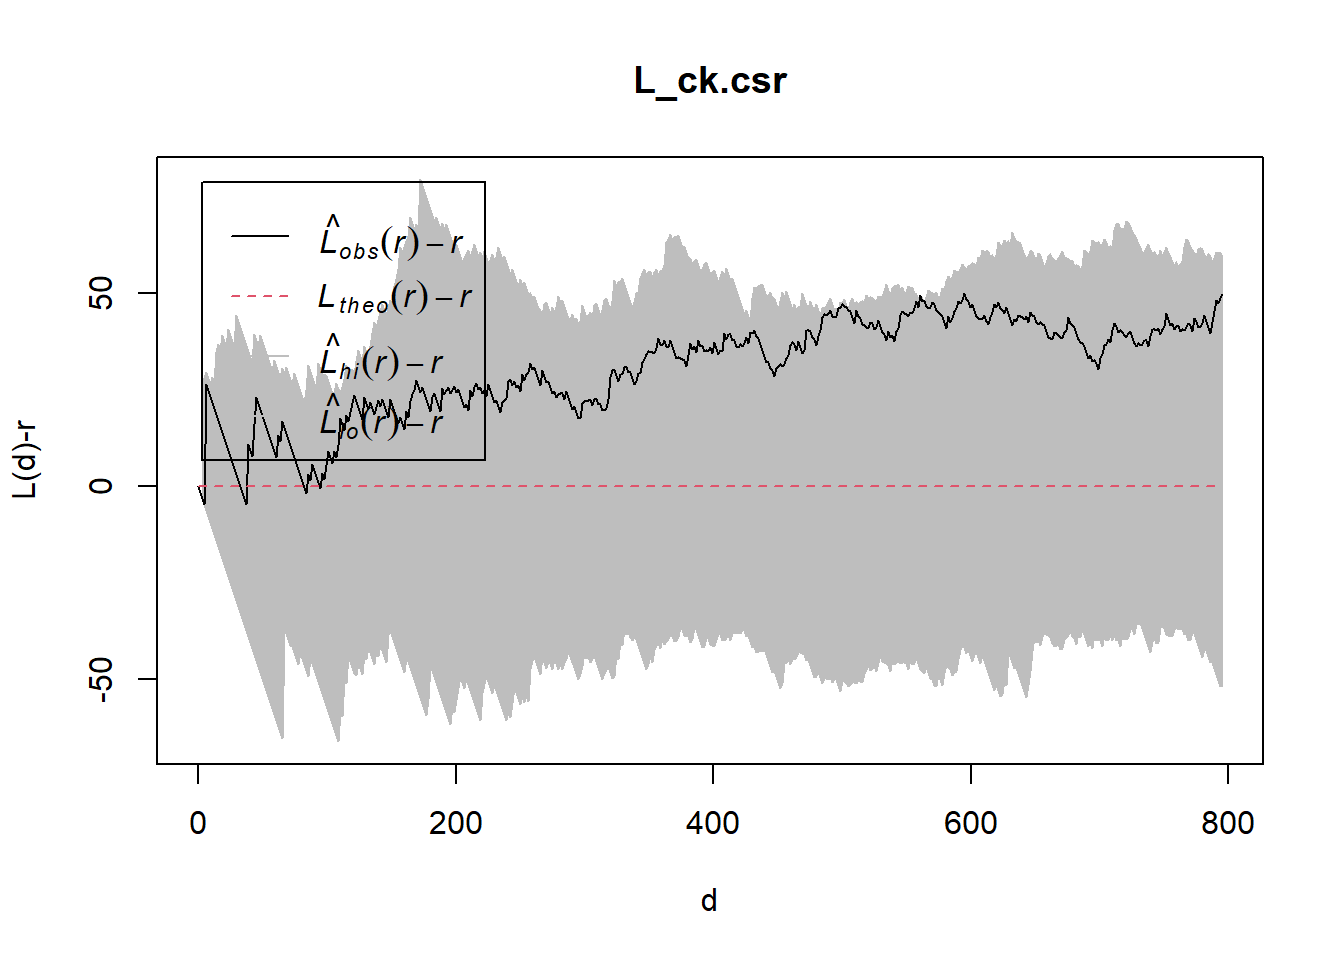 L_ck.csr
L̂obs(r) − r
Ltheo(r) − r
L̂hi(r) − r
L̂lo(r) − r
L(d)-r
50
0
-50
0 200 400 600 800
d